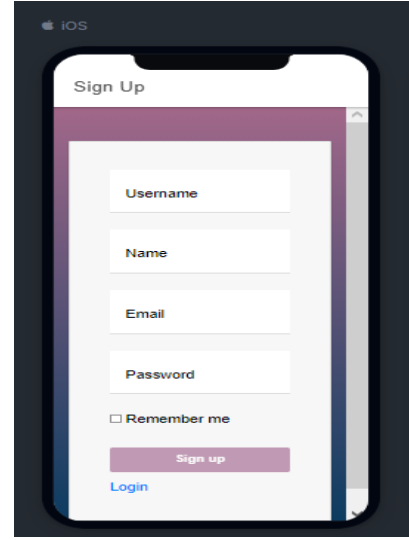 iOS
Sign Up
Username
Name
Email
Password
Remember me
Sign up
Login